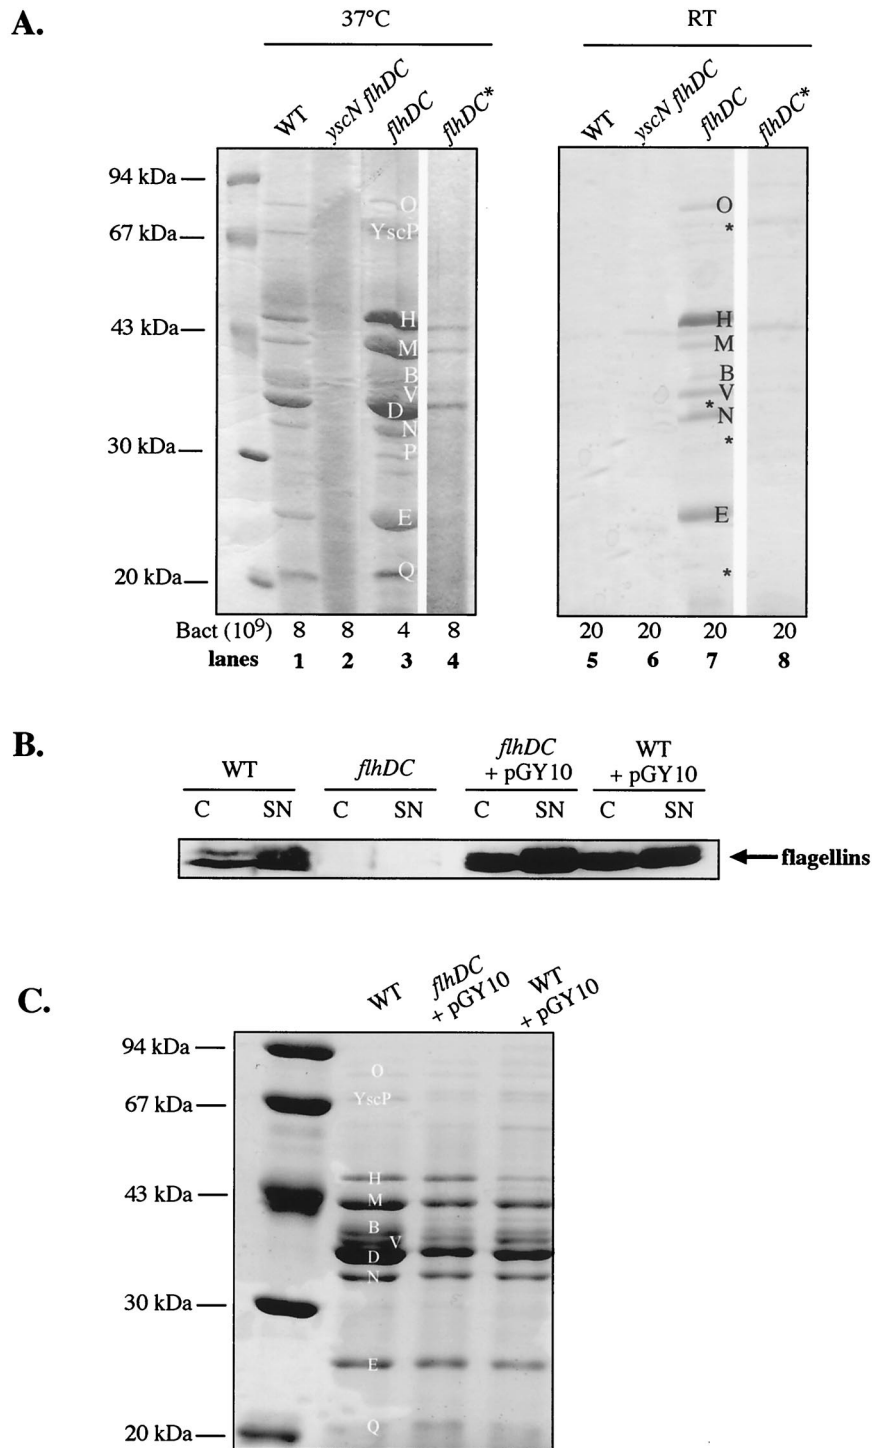 A.
37°C
RT
WT
yscN flhDC
flhDC
flhDC*
WT
yscN flhDC
flhDC
flhDC*
94 kDa
67 kDa
43 kDa
30 kDa
20 kDa
O
YscP
H
M
B
V
D
N
P
E
Q
O
*
H
M
B
V
*
N
*
E
*
Bact (10⁹) 8 8 4 8 20 20 20 20
lanes 1 2 3 4 5 6 7 8
B.
WT
flhDC
flhDC + pGY10
WT + pGY10
C SN C SN C SN C SN
flagellins
C.
WT
flhDC + pGY10
WT + pGY10
94 kDa
67 kDa
43 kDa
30 kDa
20 kDa
O
YscP
H
M
B
V
D
N
E
Q